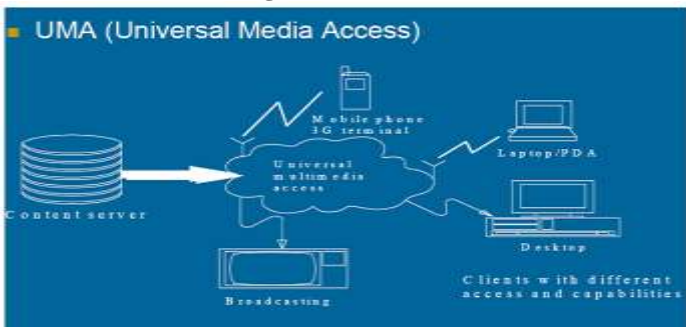 UMA (Universal Media Access)
Mobile phone
3G terminal
Laptop/PDA
Universal
multimedia
access
Content server
Desktop
Broadcasting
Clients with different
access and capabilities